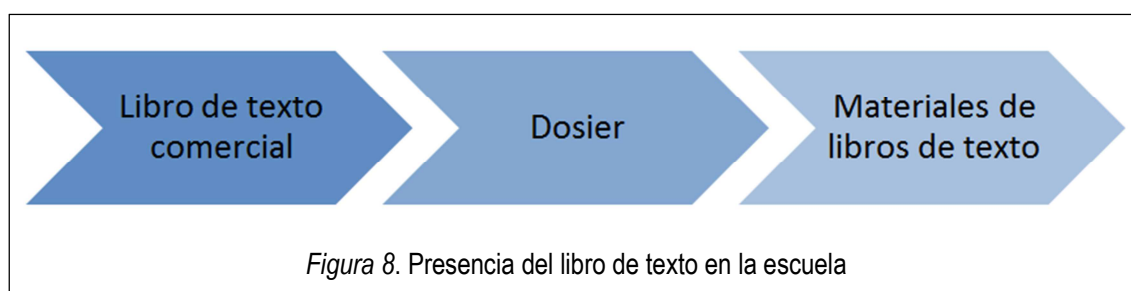 Libro de texto
comercial
Dosier
Materiales de
libros de texto
Figura 8. Presencia del libro de texto en la escuela